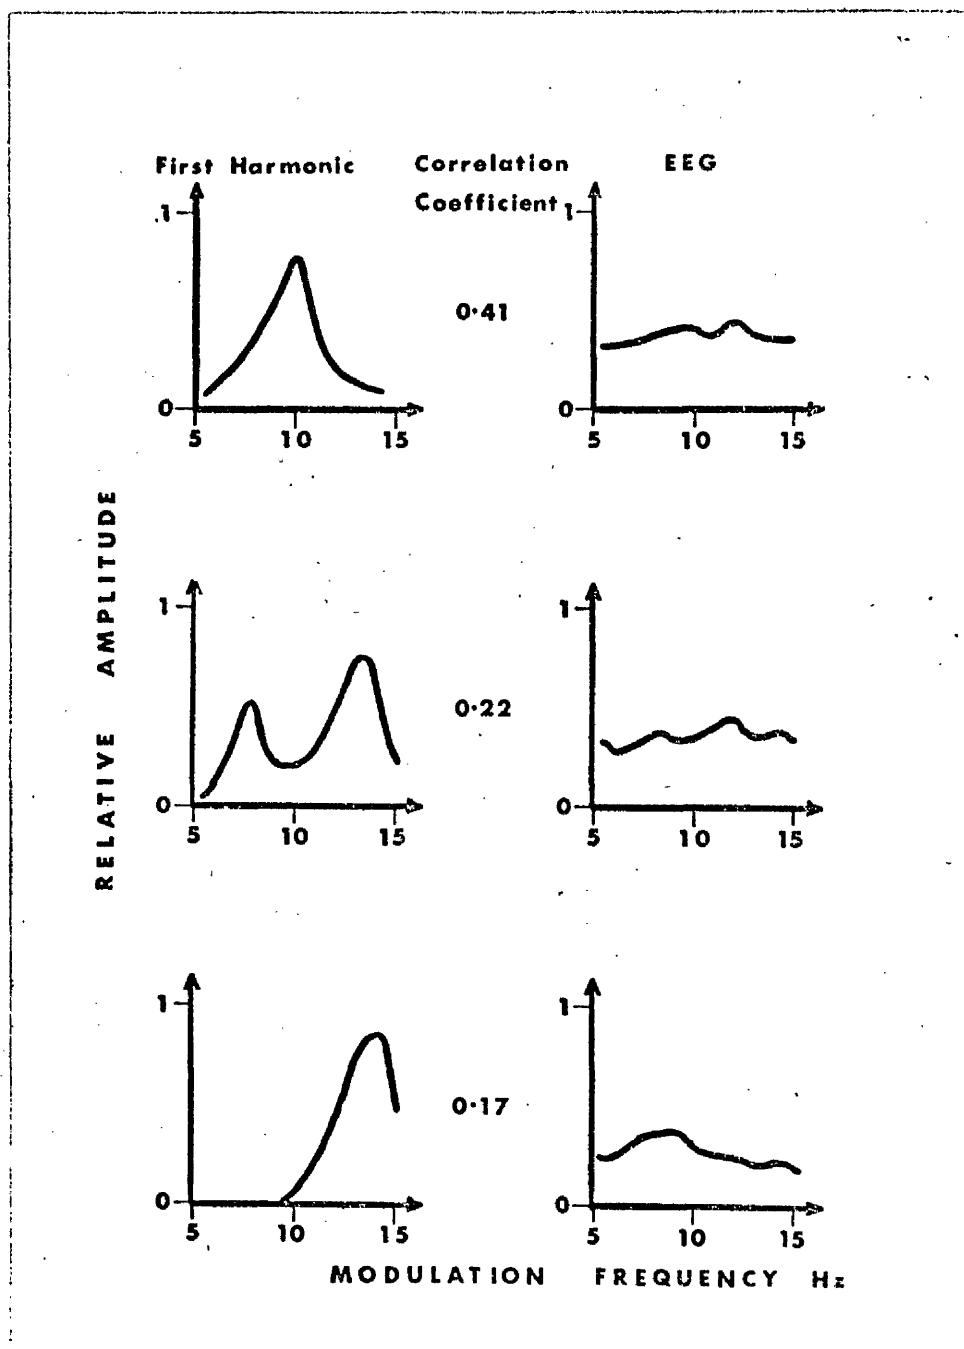 First Harmonic Correlation EEG
Coefficient
1 1
0·41
0 0
5 10 15 5 10 15
RELATIVE AMPLITUDE
1 1
0·22
0 0
5 10 15 5 10 15
1 1
0·17
0 0
5 10 15 5 10 15
MODULATION FREQUENCY Hz